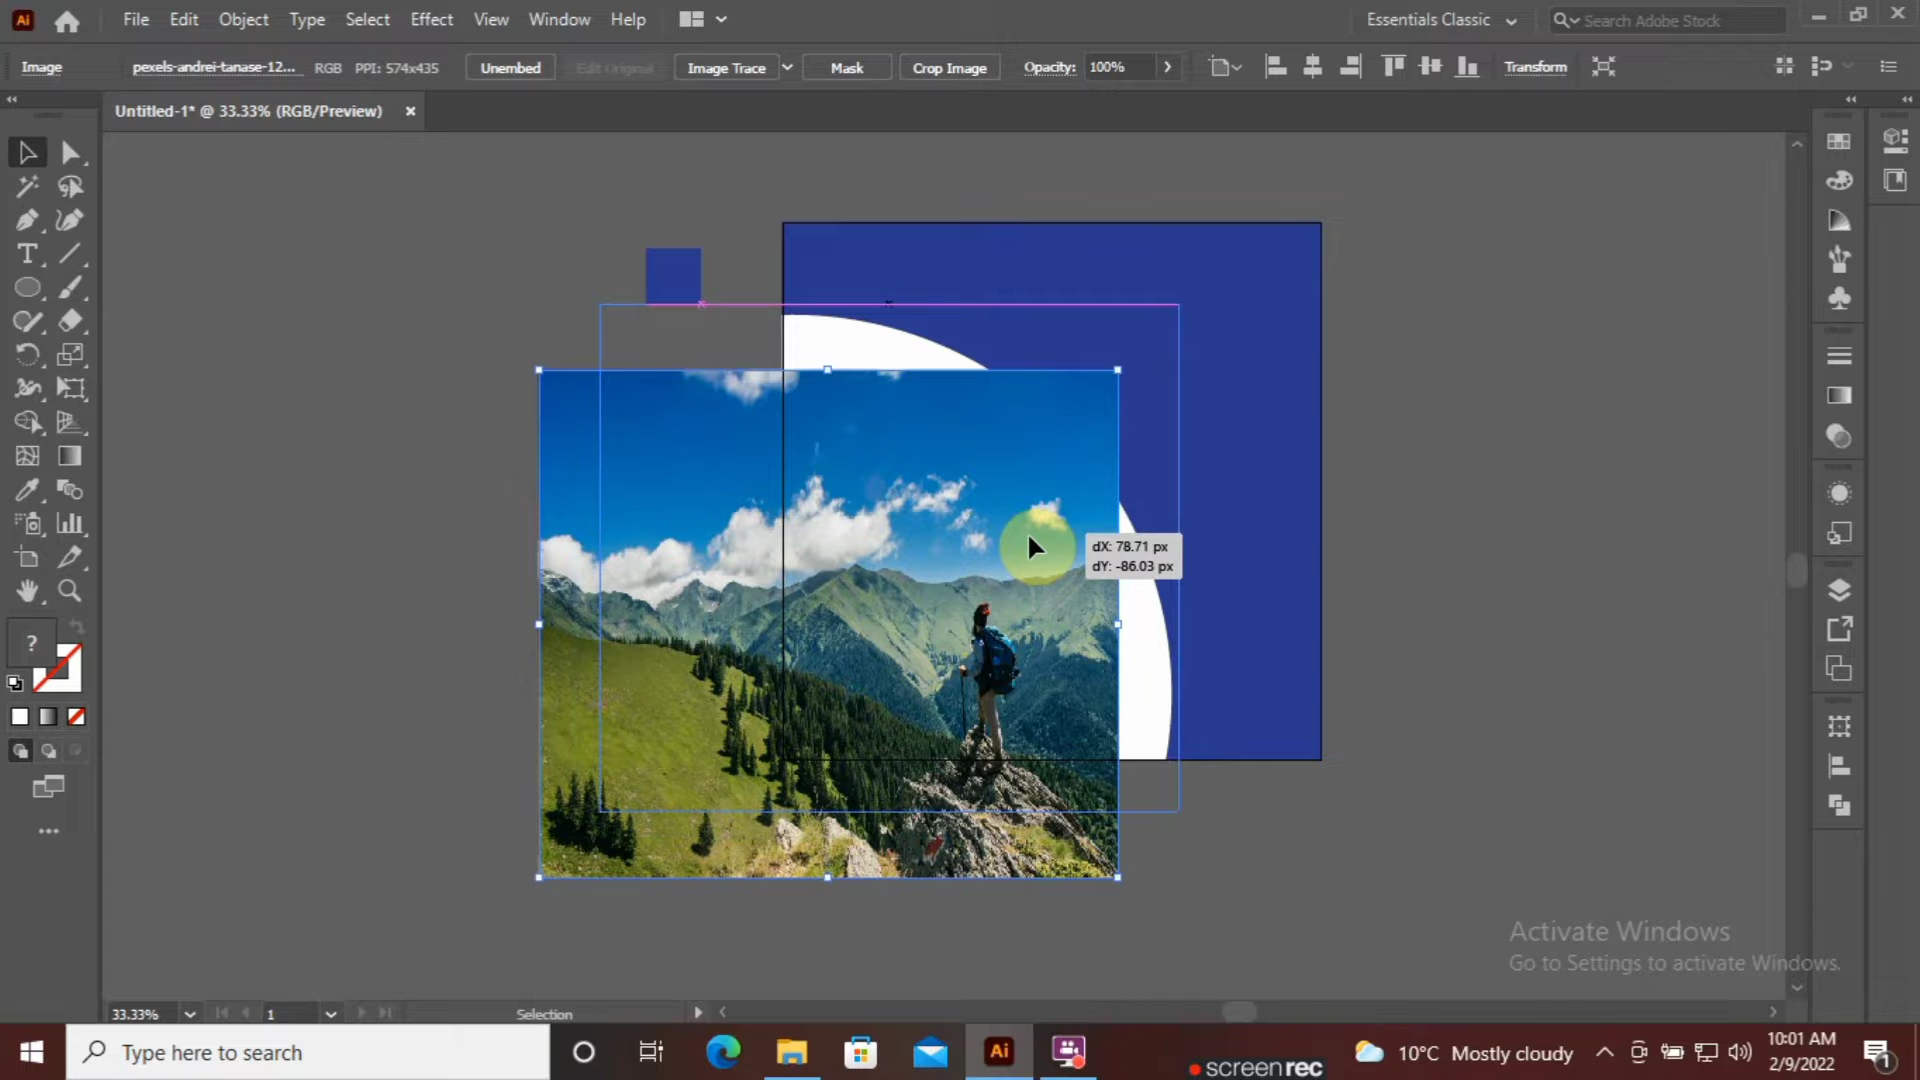 Ai File Edit Object Type Select Effect View Window Help Essentials Classic Search Adobe Stock
Image pexels-andrei-tanase-12... RGB PPI: 574x435 Unembed Edit Original Image Trace Mask Crop Image Opacity: 100% Transform
Untitled-1* @ 33.33% (RGB/Preview)
T
dX: 78.71 px
dY: -86.03 px
?
Activate Windows
Go to Settings to activate Windows.
33.33% 1 Selection
Type here to search
Ai
screenrec
10°C Mostly cloudy
10:01 AM
2/9/2022
1